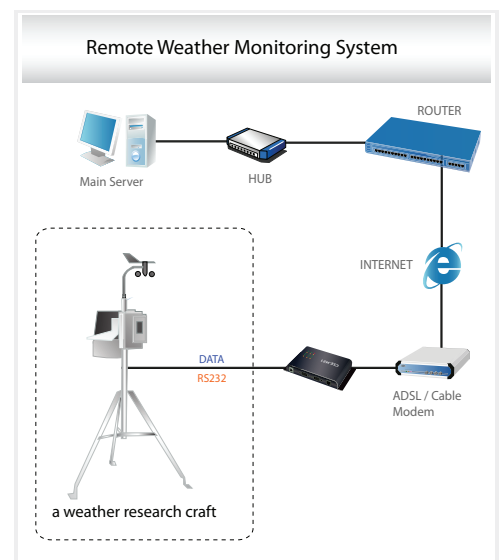 Remote Weather Monitoring System
ROUTER
Main Server
HUB
INTERNET
DATA
RS232
ADSL / Cable
Modem
a weather research craft